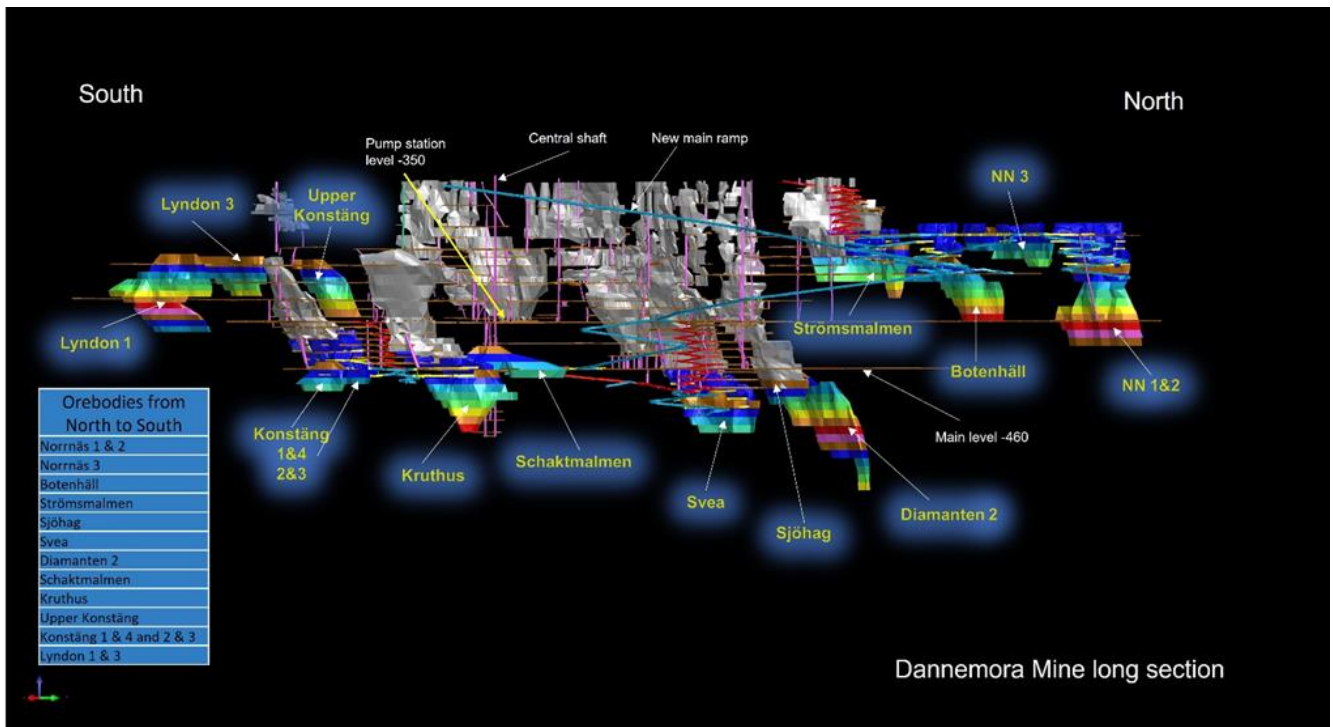 South
North
Pump station
level -350
Central shaft
New main ramp
NN 3
Lyndon 3
Upper
Konstäng
Lyndon 1
Strömsmalmen
Botenhäll
NN 1&2
Main level -460
Konstäng
1&4
2&3
Kruthus
Schaktmalmen
Svea
Sjöhag
Diamanten 2
Orebodies from
North to South
Norrnäs 1 & 2
Norrnäs 3
Botenhäll
Strömsmalmen
Sjöhag
Svea
Diamanten 2
Schaktmalmen
Kruthus
Upper Konstäng
Konstäng 1 & 4 and 2 & 3
Lyndon 1 & 3
Dannemora Mine long section